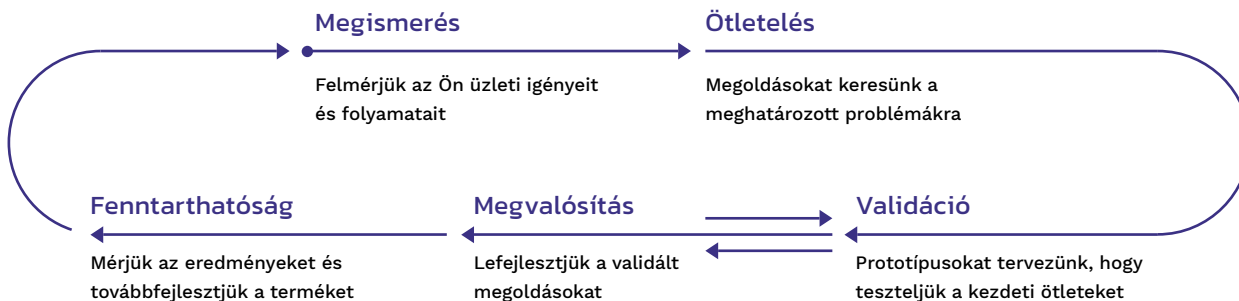 Megismerés
Felmérjük az Ön üzleti igényeit
és folyamatait
Ötletelés
Megoldásokat keresünk a
meghatározott problémákra
Fenntarthatóság
Mérjük az eredményeket és
továbbfejlesztjük a terméket
Megvalósítás
Lefejlesztjük a validált
megoldásokat
Validáció
Prototípusokat tervezünk, hogy
teszteljük a kezdeti ötleteket